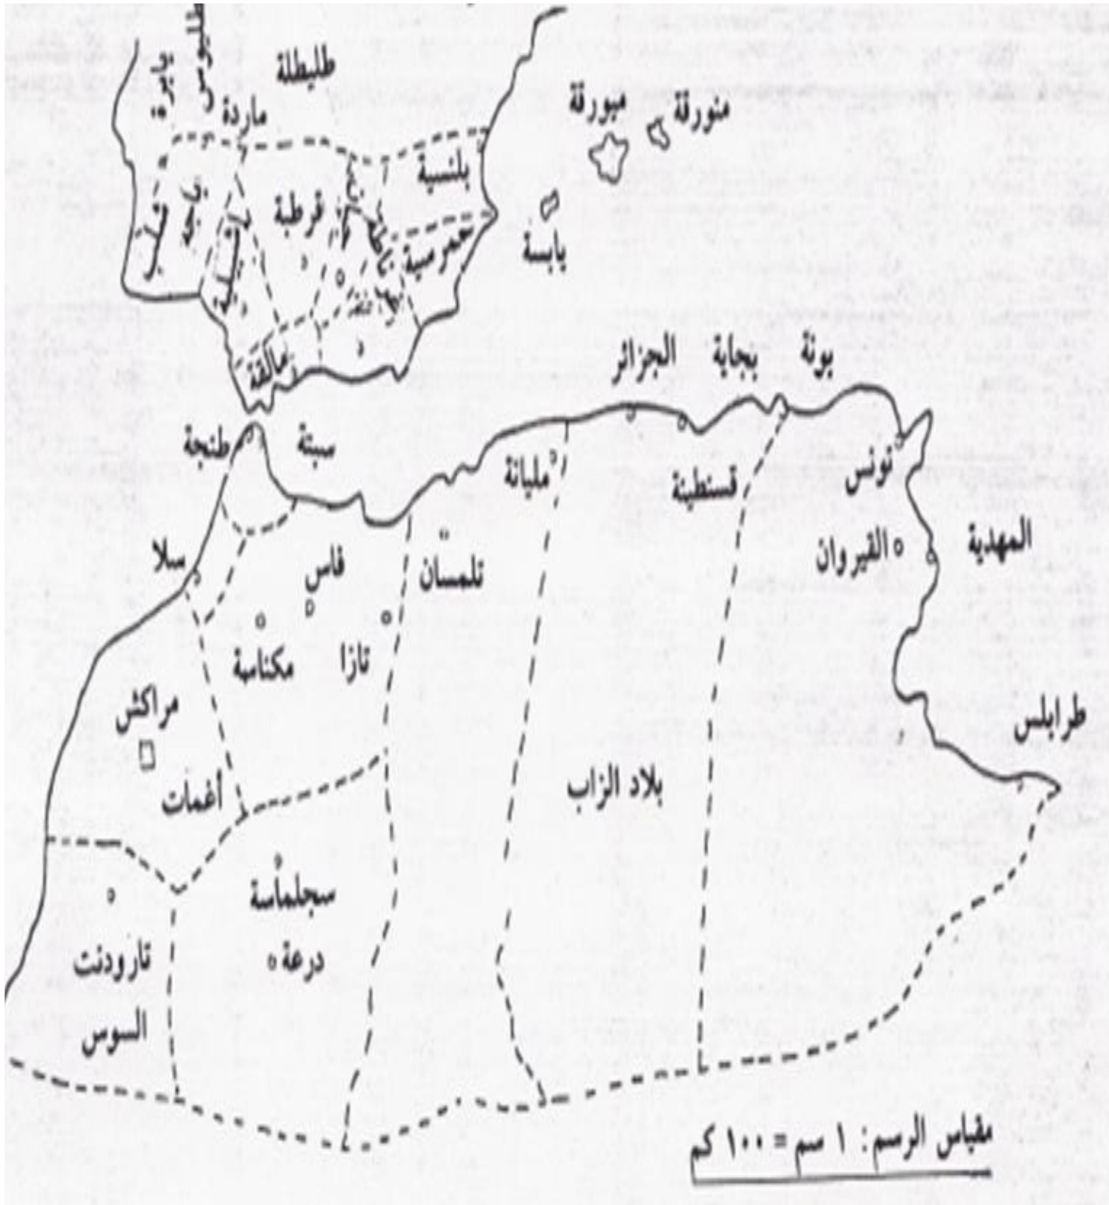 طليطلة
ماردة
ميورقة
منورقة
يابسة
بلنسية
قرطبة
مرسية
مالقة
بونة
بجاية
الجزائر
طنجة
سبتة
تونس
قسنطينة
مليانة
المهدية
القيروان
تلمسان
فاس
سلا
تازا
مكناسة
مراكش
طرابلس
أغمات
بلاد الزاب
سجلماسة
درعة
تارودنت
السوس
مقياس الرسم: ١ سم = ١٠٠ كم